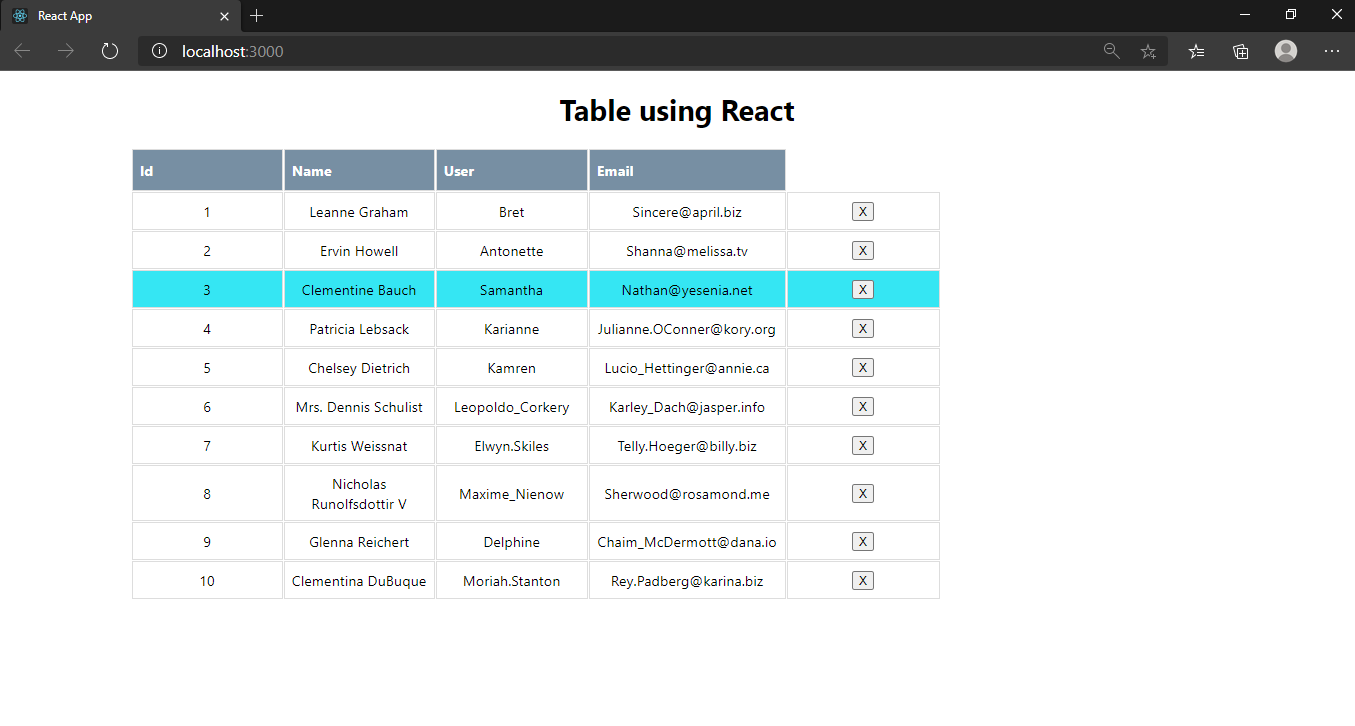 React App
localhost:3000
Table using React
Id Name User Email
1 Leanne Graham Bret Sincere@april.biz X
2 Ervin Howell Antonette Shanna@melissa.tv X
3 Clementine Bauch Samantha Nathan@yesenia.net X
4 Patricia Lebsack Karianne Julianne.OConner@kory.org X
5 Chelsey Dietrich Kamren Lucio_Hettinger@annie.ca X
6 Mrs. Dennis Schulist Leopoldo_Corkery Karley_Dach@jasper.info X
7 Kurtis Weissnat Elwyn.Skiles Telly.Hoeger@billy.biz X
8 Nicholas
Runolfsdottir V Maxime_Nienow Sherwood@rosamond.me X
9 Glenna Reichert Delphine Chaim_McDermott@dana.io X
10 Clementina DuBuque Moriah.Stanton Rey.Padberg@karina.biz X